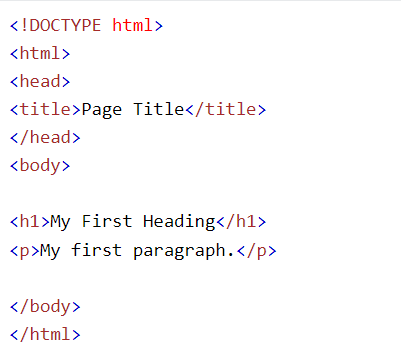 <!DOCTYPE html>
<html>
<head>
<title>Page Title</title>
</head>
<body>
<h1>My First Heading</h1>
<p>My first paragraph.</p>
</body>
</html>